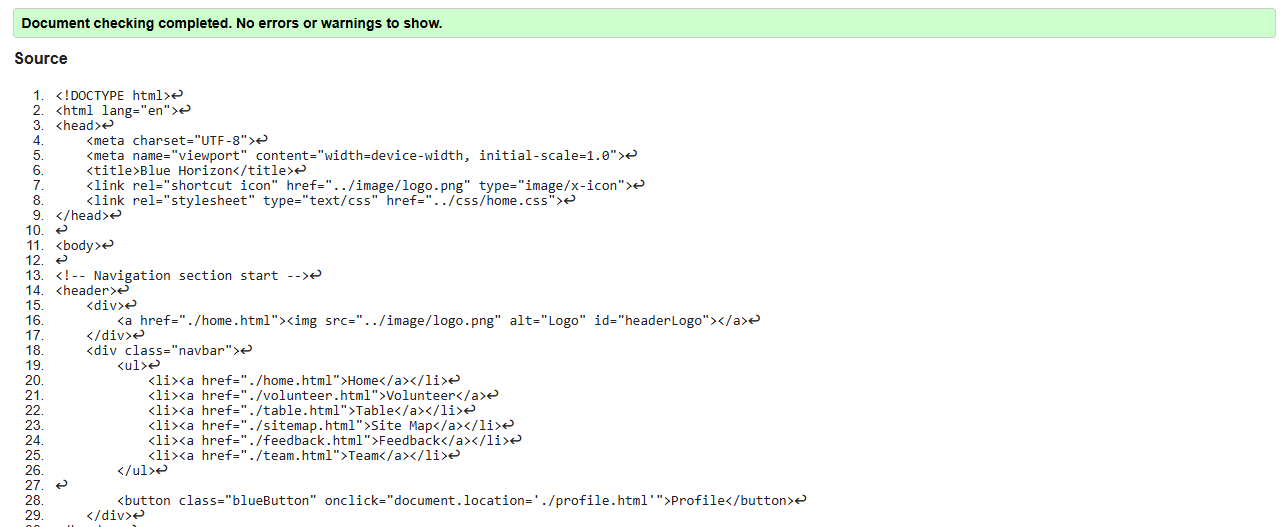 Document checking completed. No errors or warnings to show.
Source
1. <!DOCTYPE html>↩
2. <html lang="en">↩
3. <head>↩
4.     <meta charset="UTF-8">↩
5.     <meta name="viewport" content="width=device-width, initial-scale=1.0">↩
6.     <title>Blue Horizon</title>↩
7.     <link rel="shortcut icon" href="../image/logo.png" type="image/x-icon">↩
8.     <link rel="stylesheet" type="text/css" href="../css/home.css">↩
9. </head>↩
10. ↩
11. <body>↩
12. ↩
13. <!-- Navigation section start -->↩
14. <header>↩
15.     <div>↩
16.         <a href="./home.html"><img src="../image/logo.png" alt="Logo" id="headerLogo"></a>↩
17.     </div>↩
18.     <div class="navbar">↩
19.         <ul>↩
20.             <li><a href="./home.html">Home</a></li>↩
21.             <li><a href="./volunteer.html">Volunteer</a>↩
22.             <li><a href="./table.html">Table</a></li>↩
23.             <li><a href="./sitemap.html">Site Map</a></li>↩
24.             <li><a href="./feedback.html">Feedback</a></li>↩
25.             <li><a href="./team.html">Team</a></li>↩
26.         </ul>↩
27. ↩
28.         <button class="blueButton" onclick="document.location='./profile.html'">Profile</button>↩
29.     </div>↩